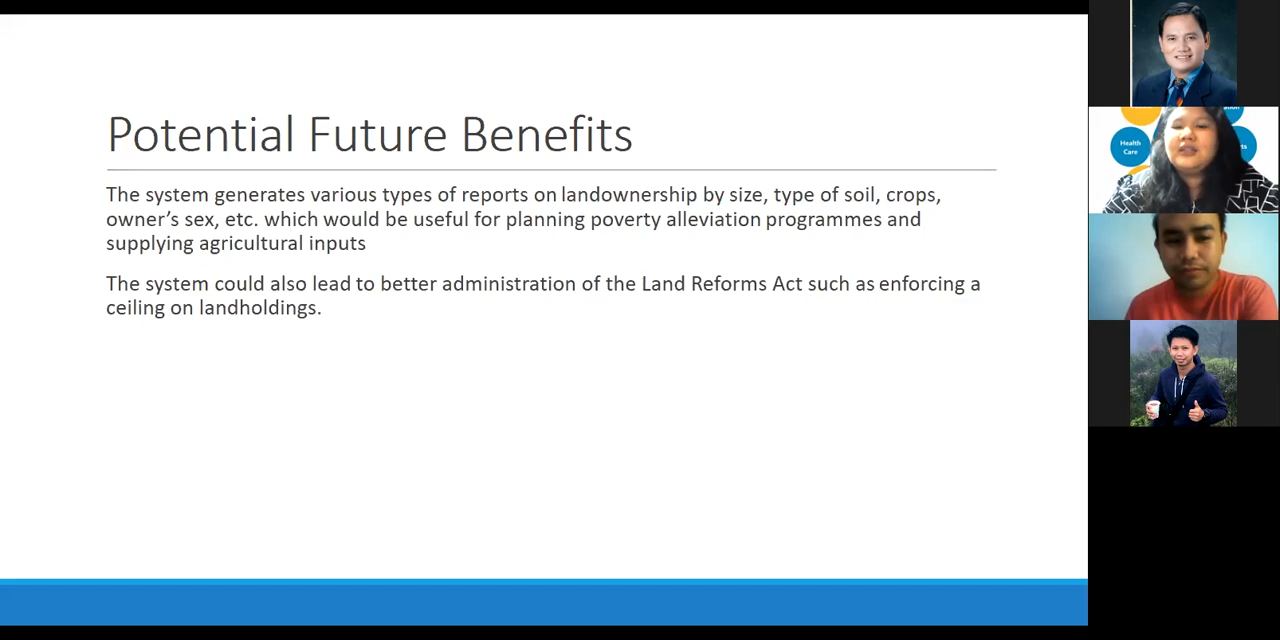 Potential Future Benefits
The system generates various types of reports on landownership by size, type of soil, crops,
owner's sex, etc. which would be useful for planning poverty alleviation programmes and
supplying agricultural inputs
The system could also lead to better administration of the Land Reforms Act such as enforcing a
ceiling on landholdings.
Health
Care